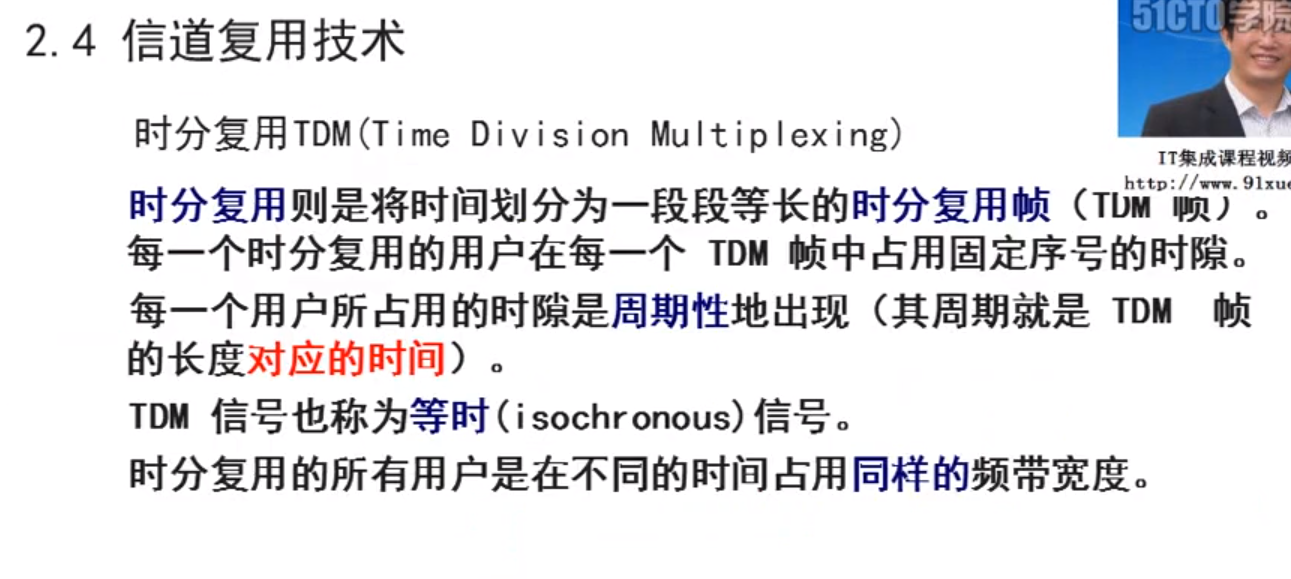 2.4 信道复用技术
51CTO学院
时分复用TDM(Time Division Multiplexing)
IT集成课程视频
http://www.91xue
时分复用则是将时间划分为一段段等长的时分复用帧（TDM 帧）。
每一个时分复用的用户在每一个 TDM 帧中占用固定序号的时隙。
每一个用户所占用的时隙是周期性地出现（其周期就是 TDM 帧
的长度对应的时间）。
TDM 信号也称为等时(isochronous)信号。
时分复用的所有用户是在不同的时间占用同样的频带宽度。